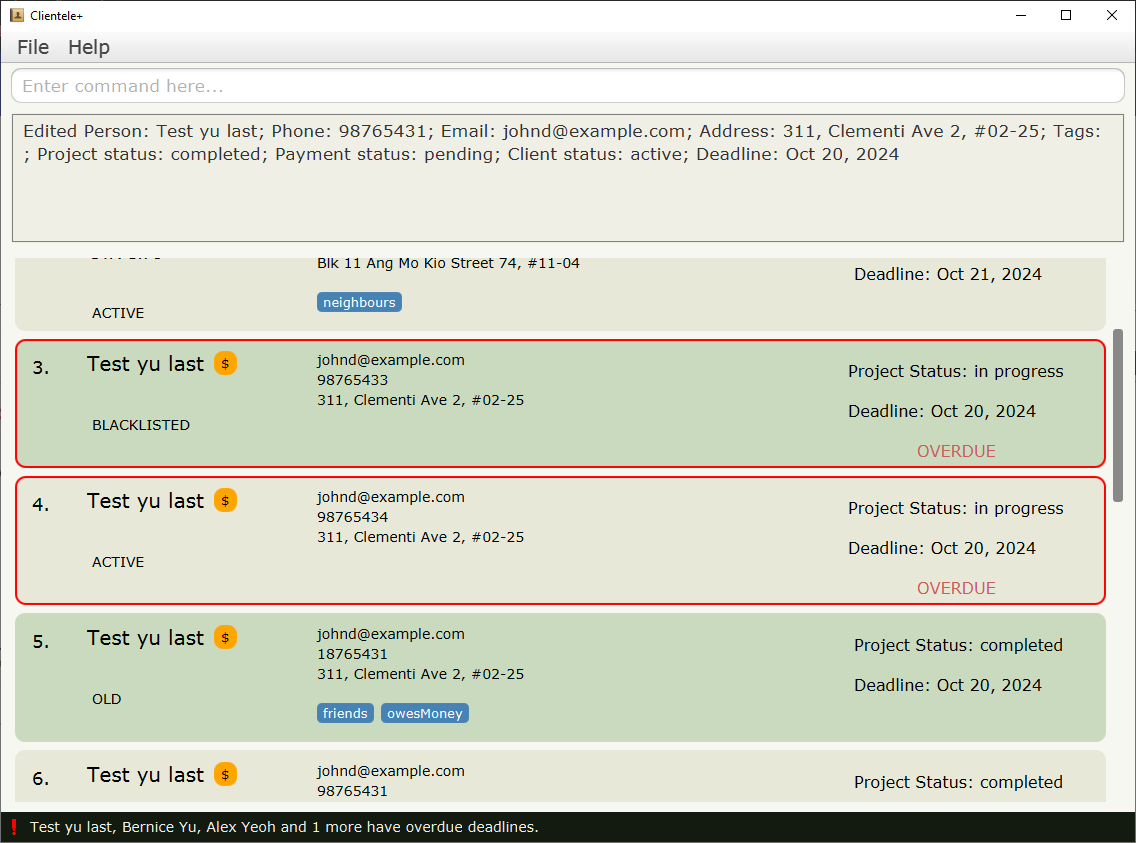 Clientele+
File Help
Enter command here...
Edited Person: Test yu last; Phone: 98765431; Email: johnd@example.com; Address: 311, Clementi Ave 2, #02-25; Tags:
; Project status: completed; Payment status: pending; Client status: active; Deadline: Oct 20, 2024
Blk 11 Ang Mo Kio Street 74, #11-04
Deadline: Oct 21, 2024
neighbours
ACTIVE
3. Test yu last $
johnd@example.com
98765433
311, Clementi Ave 2, #02-25
BLACKLISTED
Project Status: in progress
Deadline: Oct 20, 2024
OVERDUE
4. Test yu last $
johnd@example.com
98765434
311, Clementi Ave 2, #02-25
ACTIVE
Project Status: in progress
Deadline: Oct 20, 2024
OVERDUE
5. Test yu last $
johnd@example.com
18765431
311, Clementi Ave 2, #02-25
OLD
friends owesMoney
Project Status: completed
Deadline: Oct 20, 2024
6. Test yu last $
johnd@example.com
98765431
Project Status: completed
Test yu last, Bernice Yu, Alex Yeoh and 1 more have overdue deadlines.